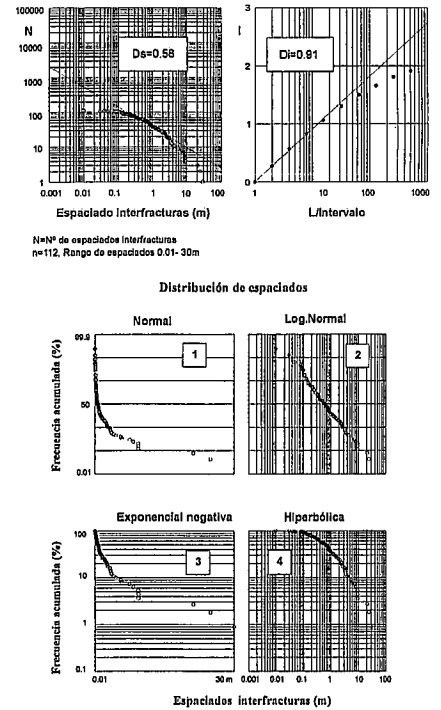 100000
N
10000
1000
100
10
1
Ds=0.58
0.001 0.01 0.1 1 10 100
Espaciado Interfracturas (m)
3
I
2
1
0
Di=0.91
1 10 100 1000
L/Intervalo
N=Nº de espaciados Interfracturas
n=112, Rango de espaciados 0.01- 30m
Distribución de espaciados
Normal
Frecuencia acumulada (%)
99.9
50
0.01
1
Log.Normal
2
Exponencial negativa
Frecuencia acumulada (%)
100
10
1
0.1
3
0.01 30 m
Hiperbólica
4
0.001 0.01 0.1 1 10 100
Espaciados interfracturas (m)